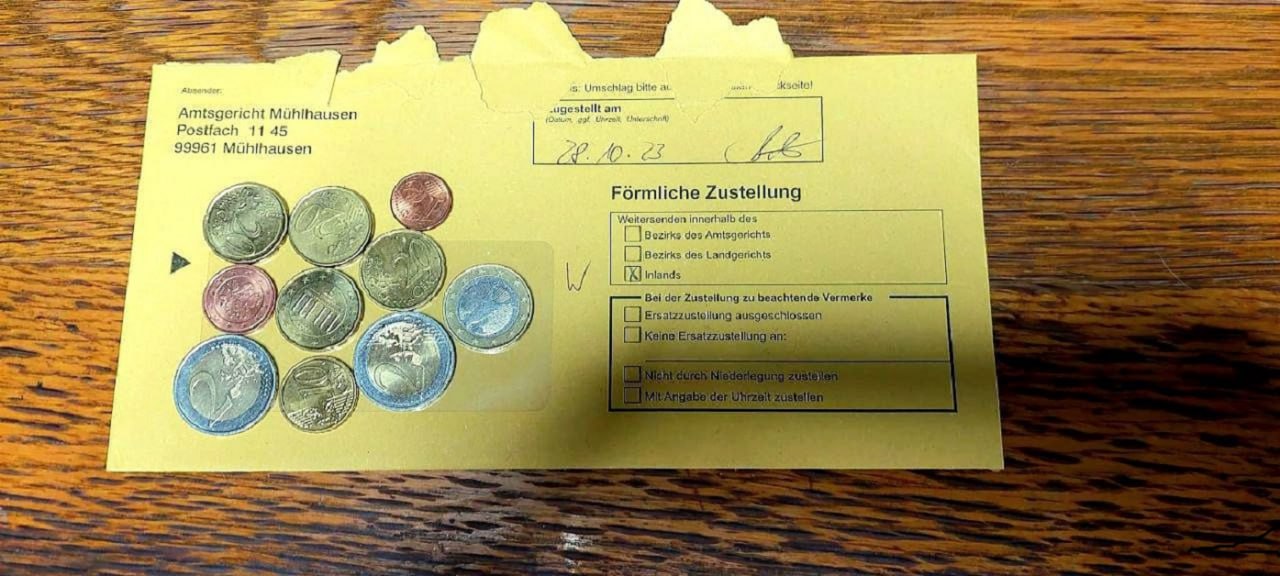 Absender:
Amtsgericht Mühlhausen
Postfach 11 45
99961 Mühlhausen
Umschlag bitte
ugestellt am
(Datum, ggf. Uhrzeit, Unterschrift)
28.10.23
Förmliche Zustellung
Weitersenden innerhalb des
Bezirks des Amtsgerichts
Bezirks des Landgerichts
X Inlands
W
Bei der Zustellung zu beachtende Vermerke
Ersatzzustellung ausgeschlossen
Keine Ersatzzustellung an:
Nicht durch Niederlegung zustellen
Mit Angabe der Uhrzeit zustellen
2
2